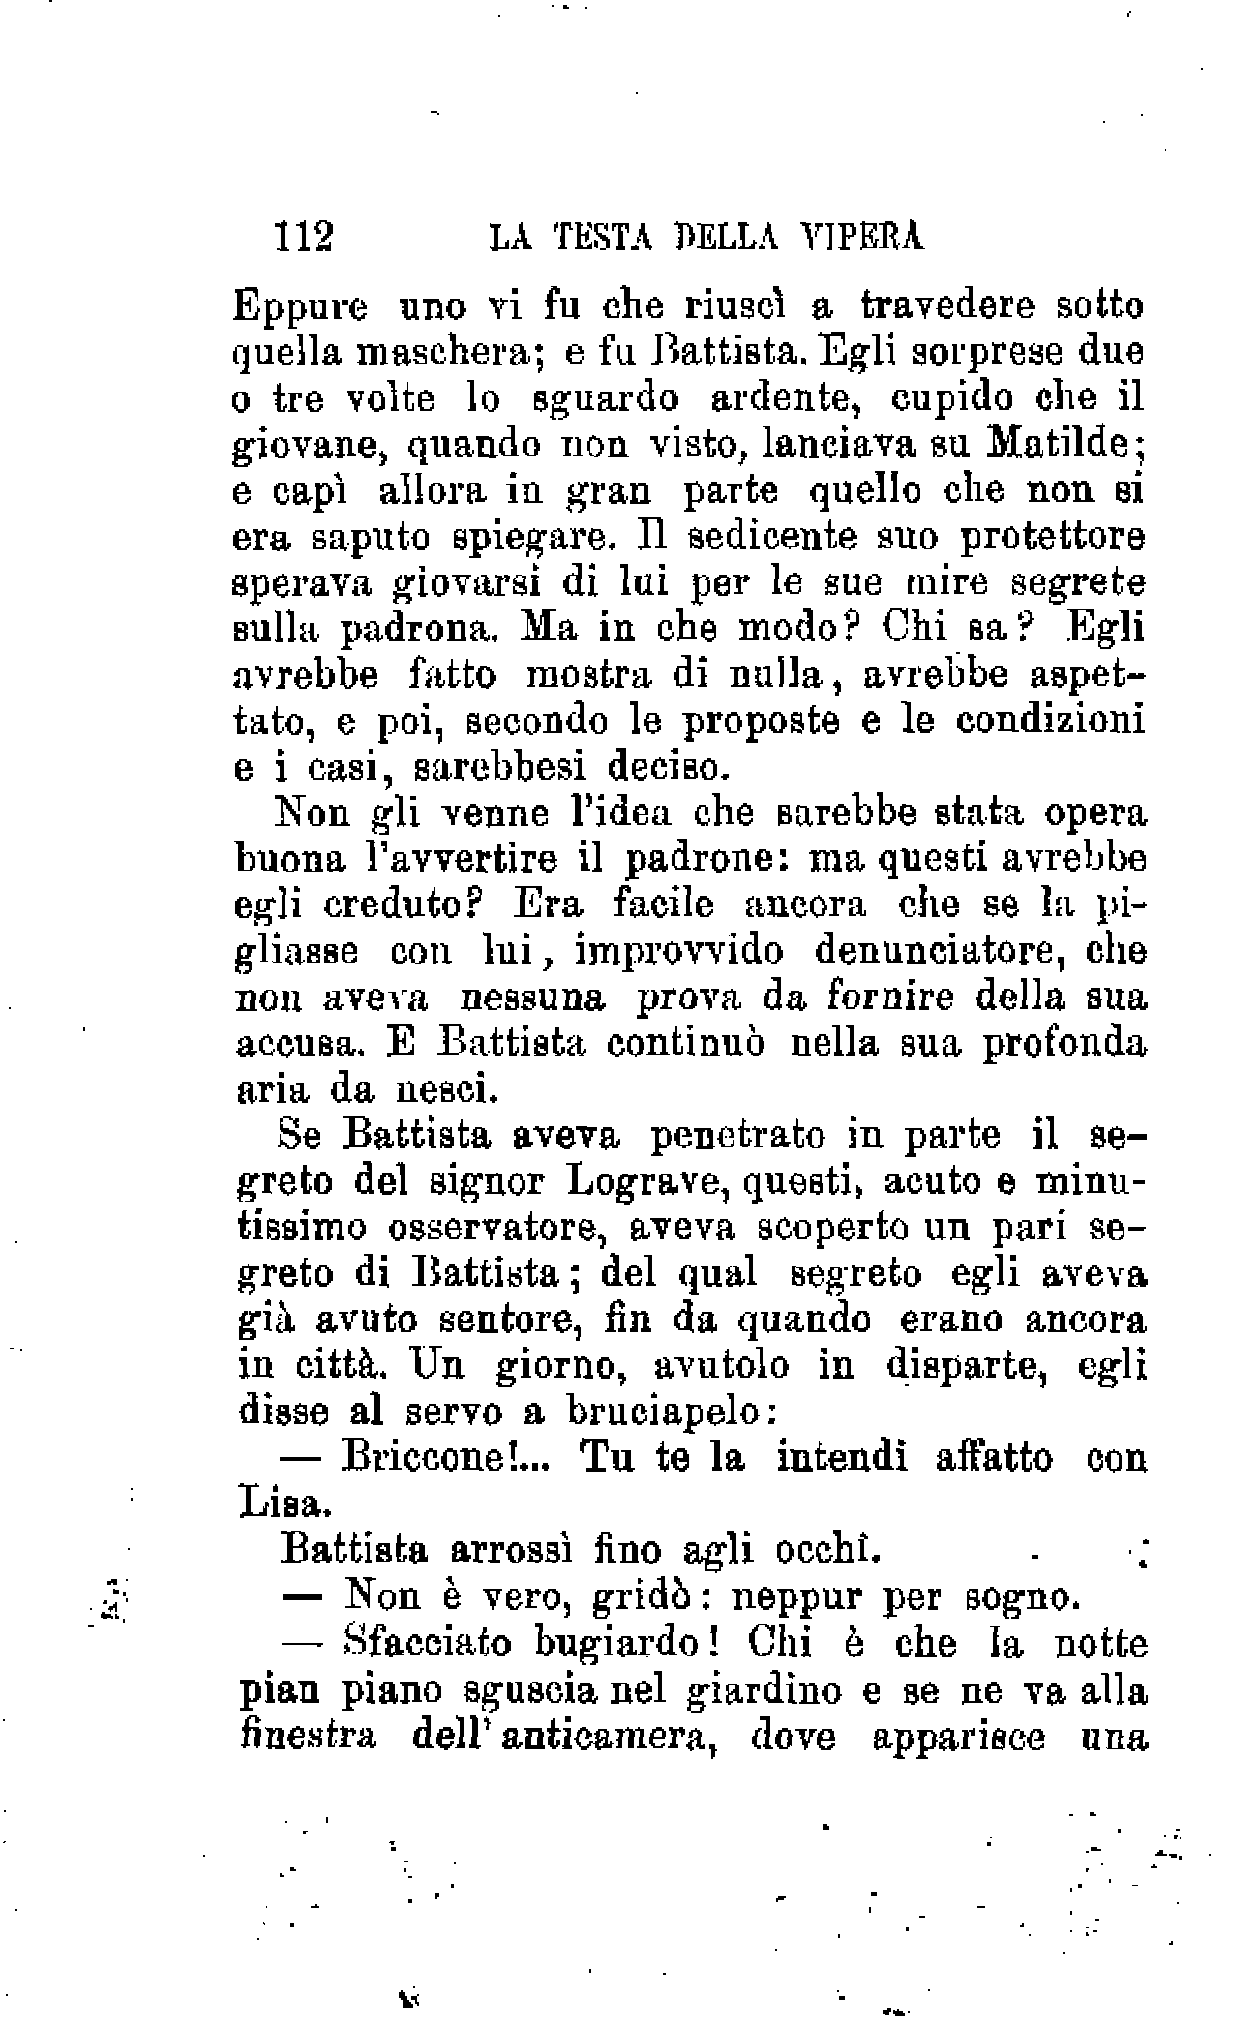 112 LA TESTA DELLA VIPERA
Eppure uno vi fu che riuscì a travedere sotto
quella maschera; e fu Battista. Egli sorprese due
o tre volte lo sguardo ardente, cupido che il
giovane, quando non visto, lanciava su Matilde;
e capì allora in gran parte quello che non si
era saputo spiegare. Il sedicente suo protettore
sperava giovarsi di lui per le sue mire segrete
sulla padrona. Ma in che modo? Chi sa? Egli
avrebbe fatto mostra di nulla, avrebbe aspet-
tato, e poi, secondo le proposte e le condizioni
e i casi, sarebbesi deciso.
Non gli venne l'idea che sarebbe stata opera
buona l'avvertire il padrone: ma questi avrebbe
egli creduto? Era facile ancora che se la pi-
gliasse con lui, improvvido denunciatore, che
non aveva nessuna prova da fornire della sua
accusa. E Battista continuò nella sua profonda
aria da nesci.
Se Battista aveva penetrato in parte il se-
greto del signor Lograve, questi, acuto e minu-
tissimo osservatore, aveva scoperto un pari se-
greto di Battista; del qual segreto egli aveva
già avuto sentore, fin da quando erano ancora
in città. Un giorno, avutolo in disparte, egli
disse al servo a bruciapelo:
— Briccone!... Tu te la intendi affatto con
Lisa.
Battista arrossì fino agli occhi.
— Non è vero, gridò: neppur per sogno.
— Sfacciato bugiardo! Chi è che la notte
pian piano sguscia nel giardino e se ne va alla
finestra dell'anticamera, dove apparisce una